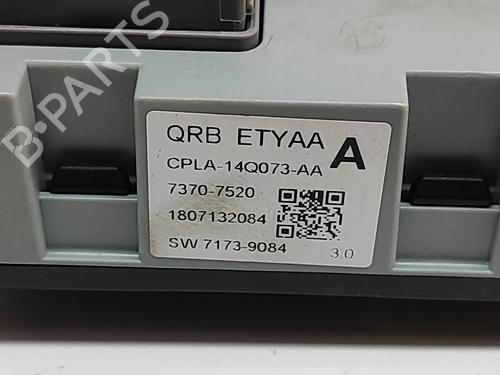 B-PARTS
QRB ETYAA A
CPLA-14Q073-AA
7370-7520
1807132084
SW 7173-9084 3.0